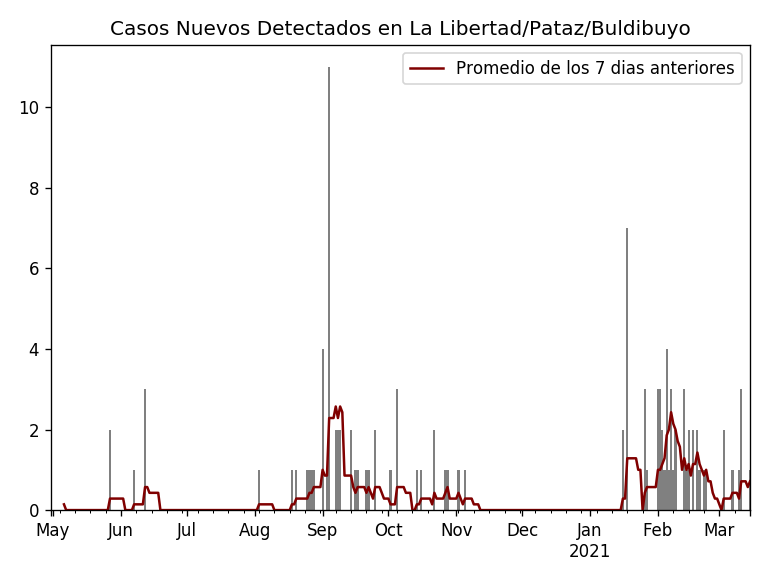 Casos Nuevos Detectados en La Libertad/Pataz/Buldibuyo
Promedio de los 7 dias anteriores
10
8
6
4
2
0
May Jun Jul Aug Sep Oct Nov Dec Jan Feb Mar
2021